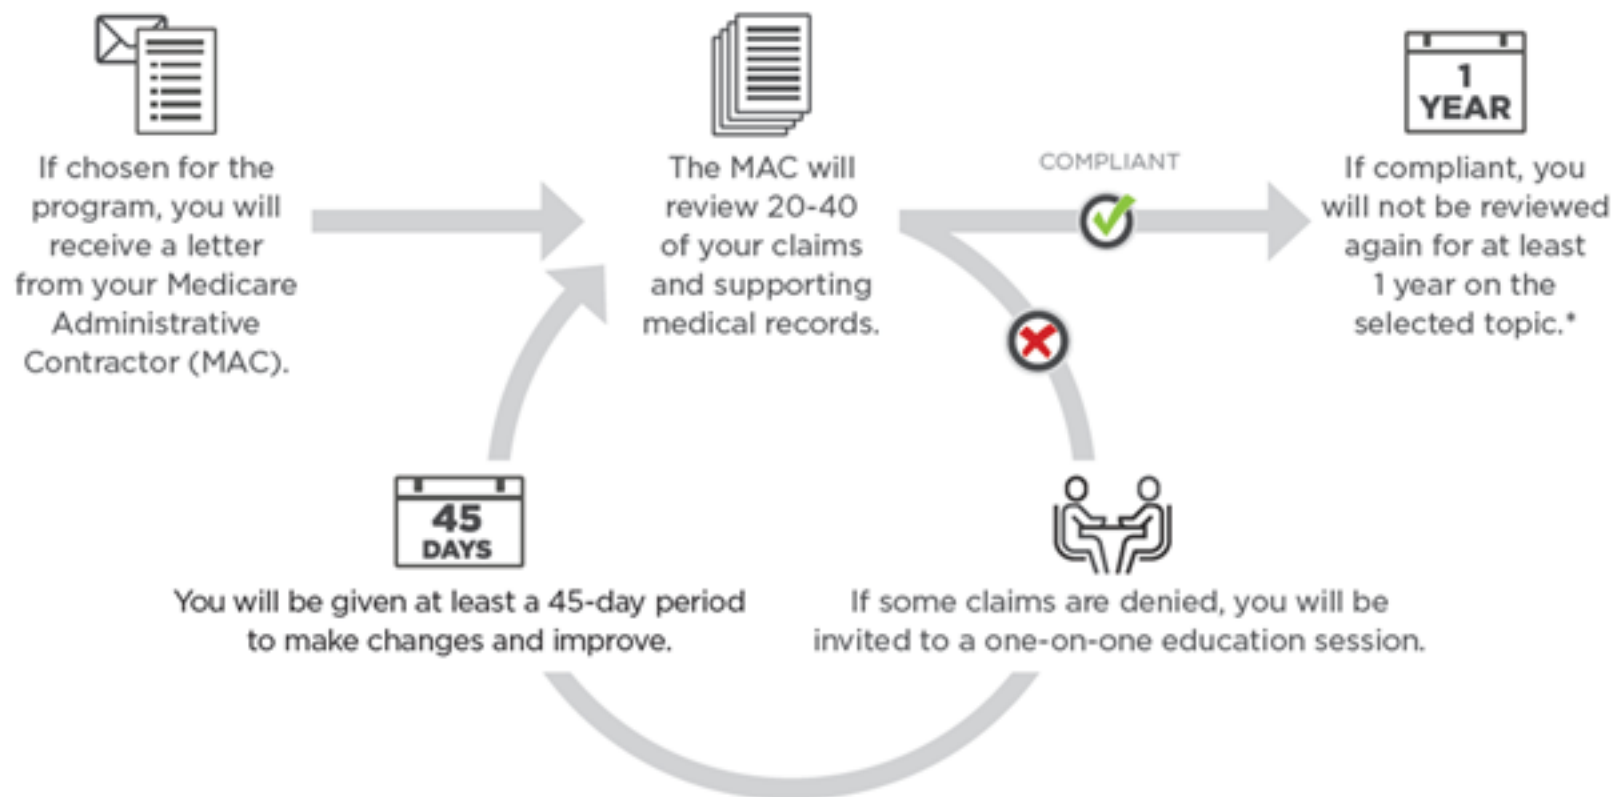 If chosen for the
program, you will
receive a letter
from your Medicare
Administrative
Contractor (MAC).
The MAC will
review 20-40
of your claims
and supporting
medical records.
COMPLIANT
1
YEAR
If compliant, you
will not be reviewed
again for at least
1 year on the
selected topic.*
45
DAYS
You will be given at least a 45-day period
to make changes and improve.
If some claims are denied, you will be
invited to a one-on-one education session.